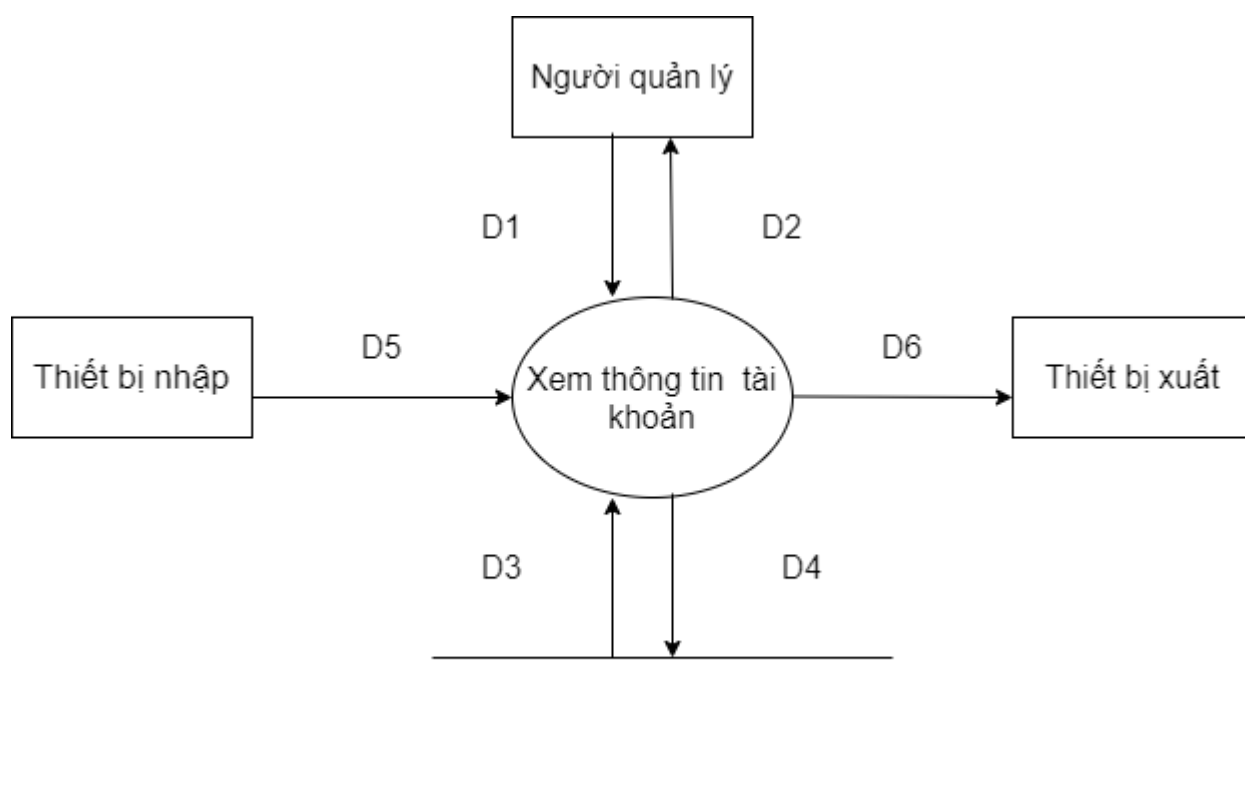 Người quản lý
D1
D2
Thiết bị nhập
D5
Xem thông tin tài
khoản
D6
Thiết bị xuất
D3
D4